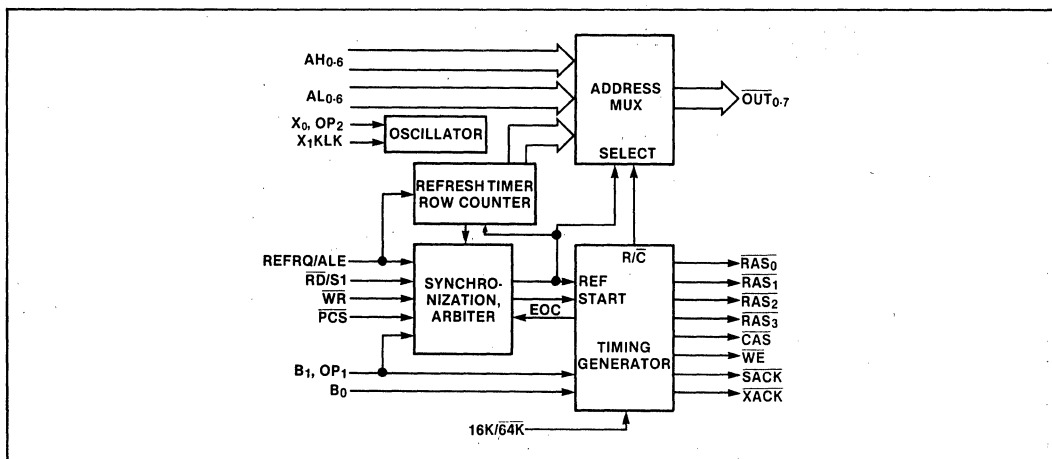 AH0-6
AL0-6
X0, OP2
X1KLK
OSCILLATOR
ADDRESS
MUX
SELECT
OUT0-7
REFRESH TIMER
ROW COUNTER
REFRQ/ALE
RD/S1
WR
PCS
SYNCHRO-
NIZATION,
ARBITER
EOC
R/C
REF
START
TIMING
GENERATOR
RAS0
RAS1
RAS2
RAS3
CAS
WE
SACK
XACK
B1, OP1
B0
16K/64K